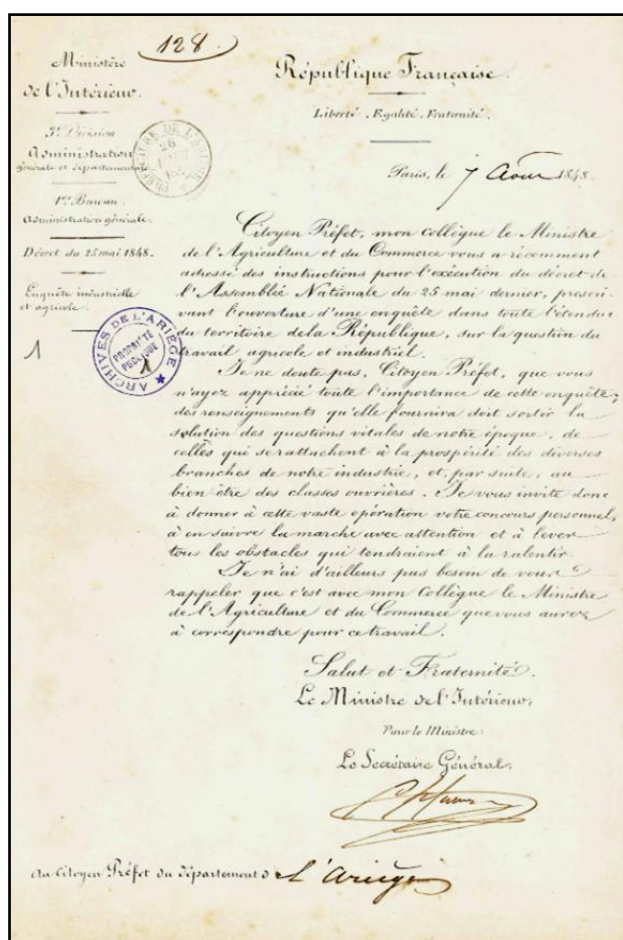 128.
Ministère
de l'Intérieur.
3e Division
Administration
générale et départementale
1er Bureau
Administration générale.
Décret du 25 mai 1848.
Enquête industrielle
et agricole.
1
PRÉFECTURE DE L'ARIÈGE
26
ARCHIVES DE L'ARIÈGE
PROPRIÉTÉ
PUBLIQUE
République Française.
Liberté, Egalité, Fraternité.
Paris, le 7 Août 1848.
Citoyen Préfet, mon collègue le Ministre
de l'Agriculture et du Commerce vous a récemment
adressé des instructions pour l'exécution du décret de
l'Assemblée Nationale du 25 mai dernier, prescri-
vant l'ouverture d'une enquête dans toute l'étendue
du territoire de la République, sur la question du
travail agricole et industriel.
Je ne doute pas, Citoyen Préfet, que vous
n'ayez apprécié toute l'importance de cette enquête;
des renseignements qu'elle fournira doit sortir la
solution des questions vitales de notre époque, de
celles qui se rattachent à la prospérité des diverses
branches de notre industrie, et, par suite, au
bien être des classes ouvrières. Je vous invite donc
à donner à cette vaste opération votre concours personnel,
à en suivre la marche avec attention et à lever
tous les obstacles qui tendraient à la ralentir.
Je n'ai d'ailleurs pas besoin de vous
rappeler que c'est avec mon Collègue le Ministre
de l'Agriculture et du Commerce que vous aurez
à correspondre pour ce travail.
Salut et Fraternité.
Le Ministre de l'Intérieur,
Pour le Ministre:
Le Secrétaire Général,
Au Citoyen Préfet du département de l'Ariège